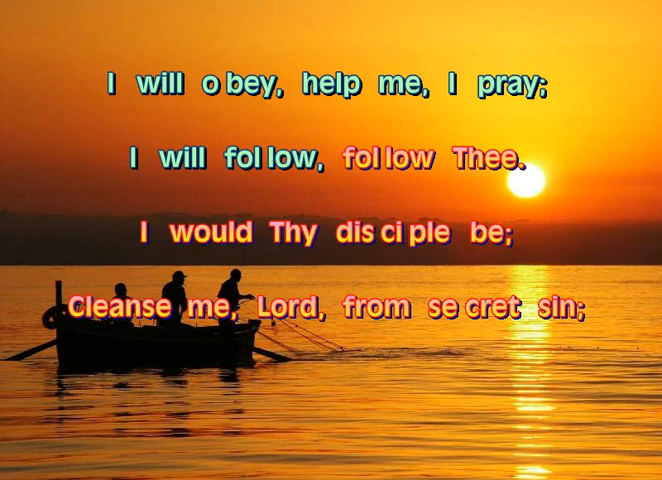 I will o bey, help me, I pray;
I will fol low, fol low Thee.
I would Thy dis ci ple be;
Cleanse me, Lord, from se cret sin;